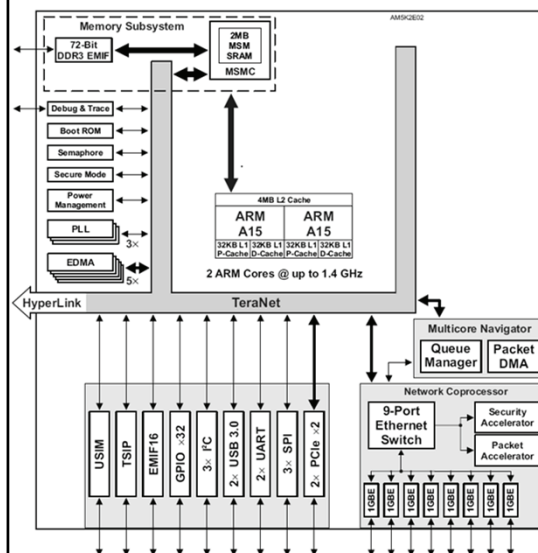 AM5K2E02
Memory Subsystem
72-Bit
DDR3 EMIF
2MB
MSM
SRAM
MSMC
Debug & Trace
Boot ROM
Semaphore
Secure Mode
Power
Management
PLL
3×
EDMA
5×
4MB L2 Cache
ARM
A15
ARM
A15
32KB L1
P-Cache
32KB L1
D-Cache
32KB L1
P-Cache
32KB L1
D-Cache
2 ARM Cores @ up to 1.4 GHz
HyperLink
TeraNet
Multicore Navigator
Queue
Manager
Packet
DMA
Network Coprocessor
9-Port
Ethernet
Switch
Security
Accelerator
Packet
Accelerator
USIM
TSIP
EMIF16
GPIO ×32
3× I²C
2× USB 3.0
2× UART
3× SPI
2× PCIe ×2
1GBE
1GBE
1GBE
1GBE
1GBE
1GBE
1GBE
1GBE